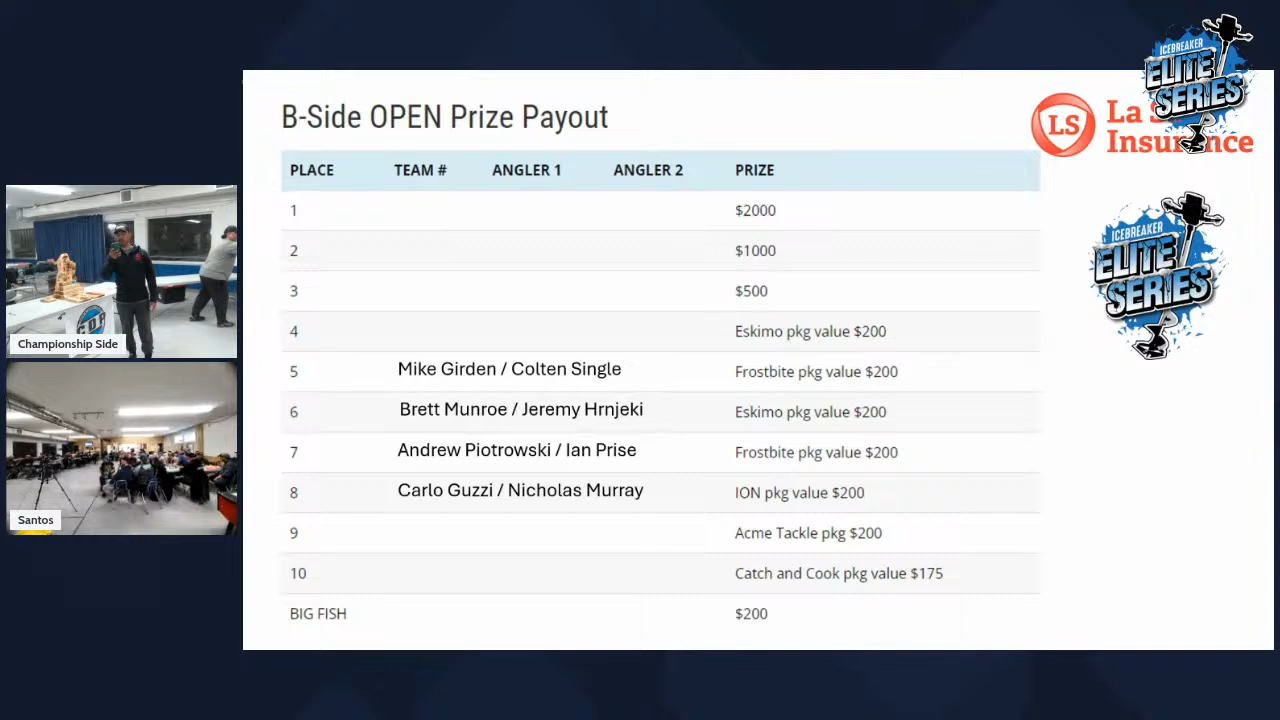 ICEBREAKER
ELITE
SERIES
B-Side OPEN Prize Payout
LS
La
Insurance
PLACE TEAM # ANGLER 1 ANGLER 2 PRIZE
1 $2000
2 $1000
3 $500
4 Eskimo pkg value $200
5 Mike Girden / Colten Single Frostbite pkg value $200
6 Brett Munroe / Jeremy Hrnjeki Eskimo pkg value $200
7 Andrew Piotrowski / Ian Prise Frostbite pkg value $200
8 Carlo Guzzi / Nicholas Murray ION pkg value $200
9 Acme Tackle pkg $200
10 Catch and Cook pkg value $175
BIG FISH $200
ICEBREAKER
ELITE
SERIES
Championship Side
Santos